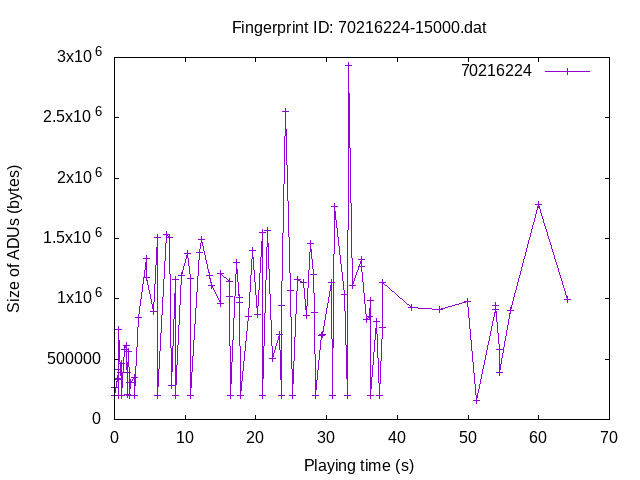 Fingerprint ID: 70216224-15000.dat
70216224
3x10^6
2.5x10^6
2x10^6
1.5x10^6
1x10^6
500000
0
Size of ADUs (bytes)
0 10 20 30 40 50 60 70
Playing time (s)